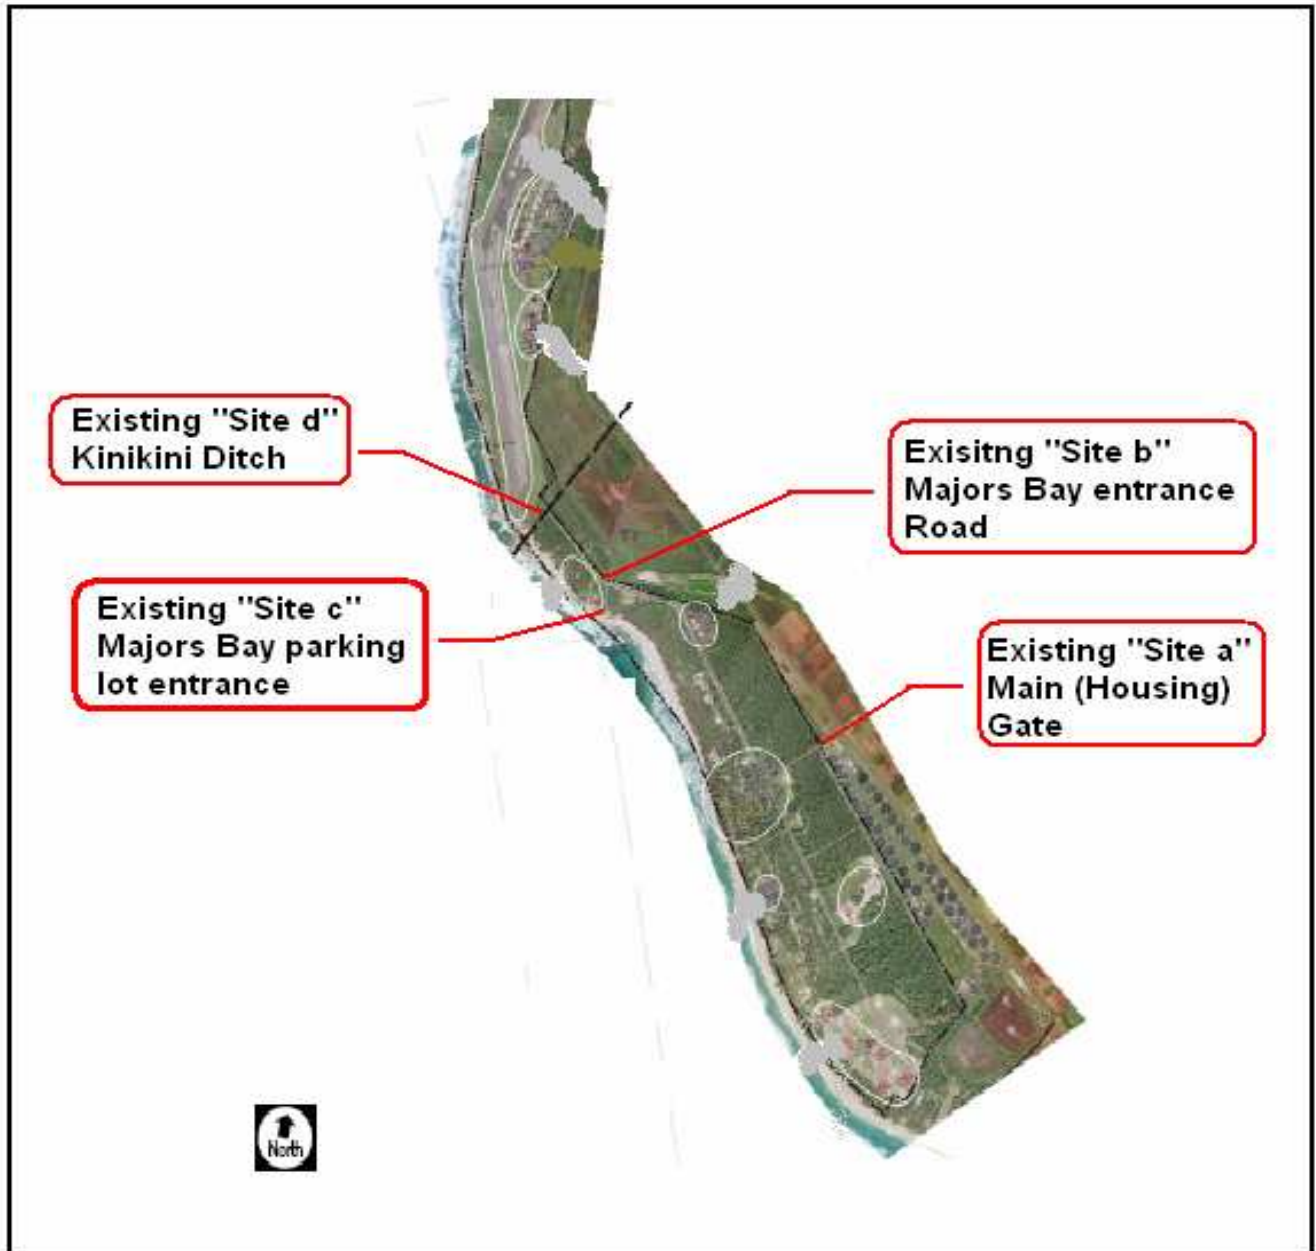 Existing "Site d"
Kinikini Ditch
Exisitng "Site b"
Majors Bay entrance
Road
Existing "Site c"
Majors Bay parking
lot entrance
Existing "Site a"
Main (Housing)
Gate
North